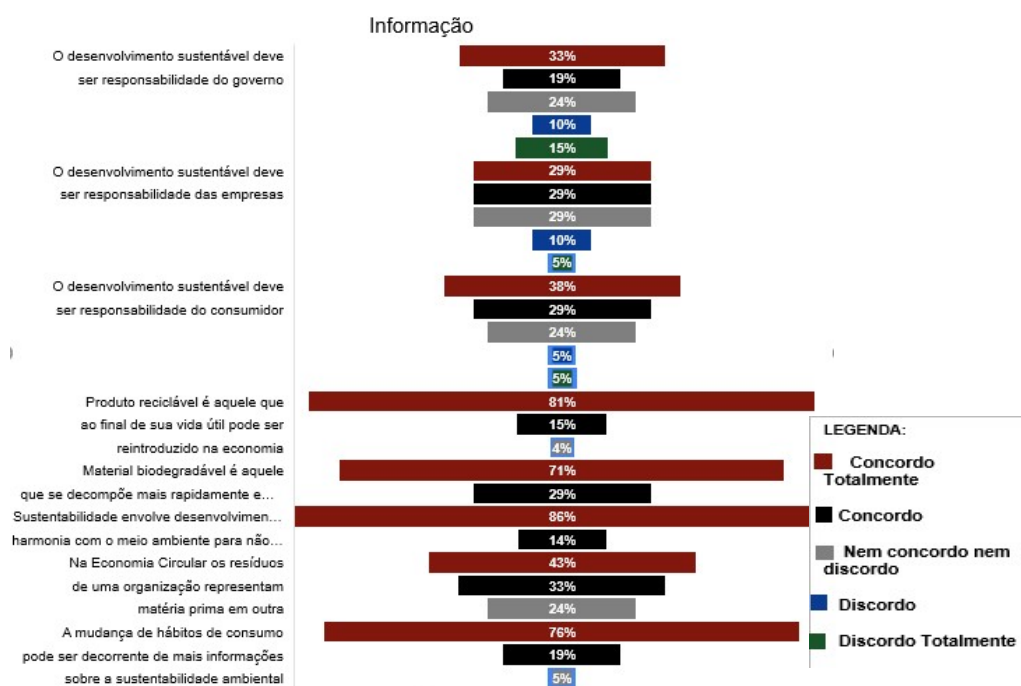 Informação
O desenvolvimento sustentável deve
ser responsabilidade do governo
33%
19%
24%
10%
15%
O desenvolvimento sustentável deve
ser responsabilidade das empresas
29%
29%
29%
10%
5%
O desenvolvimento sustentável deve
ser responsabilidade do consumidor
38%
29%
24%
5%
5%
Produto reciclável é aquele que
ao final de sua vida útil pode ser
reintroduzido na economia
81%
15%
4%
Material biodegradável é aquele
que se decompõe mais rapidamente e...
71%
29%
Sustentabilidade envolve desenvolvimen...
harmonia com o meio ambiente para não...
86%
14%
Na Economia Circular os resíduos
de uma organização representam
matéria prima em outra
43%
33%
24%
A mudança de hábitos de consumo
pode ser decorrente de mais informações
sobre a sustentabilidade ambiental
76%
19%
5%
LEGENDA:
Concordo
Totalmente
Concordo
Nem concordo nem
discordo
Discordo
Discordo Totalmente